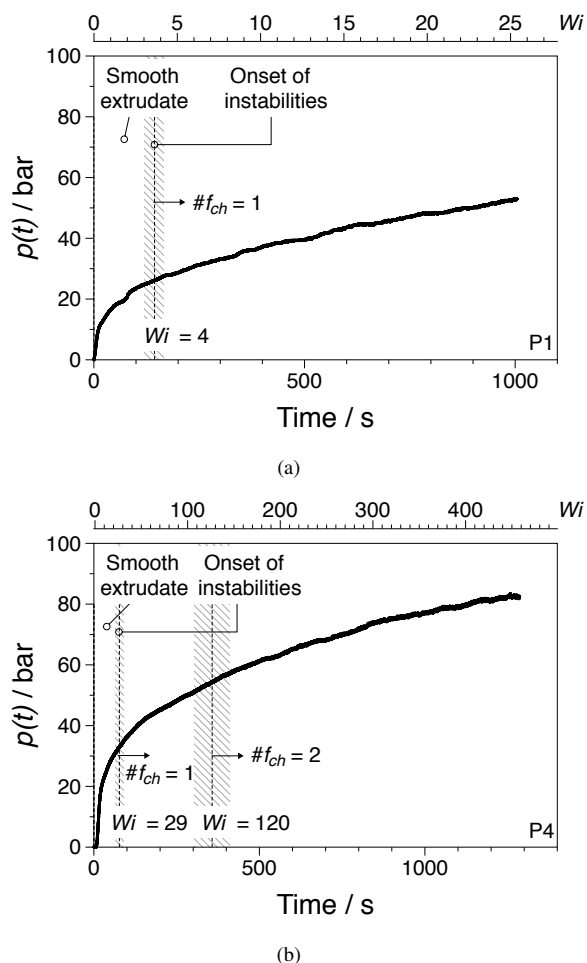 0 5 10 15 20 25 Wi
100
80
60
40
20
0
p(t) / bar
Smooth extrudate
Onset of instabilities
#f_ch = 1
Wi = 4
P1
0 500 1000
Time / s
(a)
0 100 200 300 400 Wi
100
80
60
40
20
0
p(t) / bar
Smooth extrudate
Onset of instabilities
#f_ch = 1
#f_ch = 2
Wi = 29
Wi = 120
P4
0 500 1000
Time / s
(b)